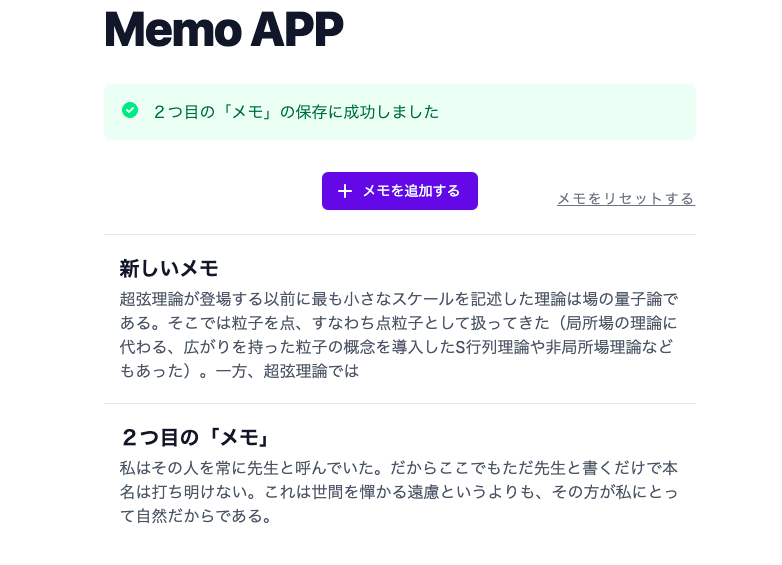 Memo APP
２つ目の「メモ」の保存に成功しました
メモを追加する
メモをリセットする
新しいメモ
超弦理論が登場する以前に最も小さなスケールを記述した理論は場の量子論で
ある。そこでは粒子を点、すなわち点粒子として扱ってきた（局所場の理論に
代わる、広がりを持った粒子の概念を導入したS行列理論や非局所場理論など
もあった）。一方、超弦理論では
２つ目の「メモ」
私はその人を常に先生と呼んでいた。だからここでもただ先生と書くだけで本
名は打ち明けない。これは世間を憚かる遠慮というよりも、その方が私にとっ
て自然だからである。